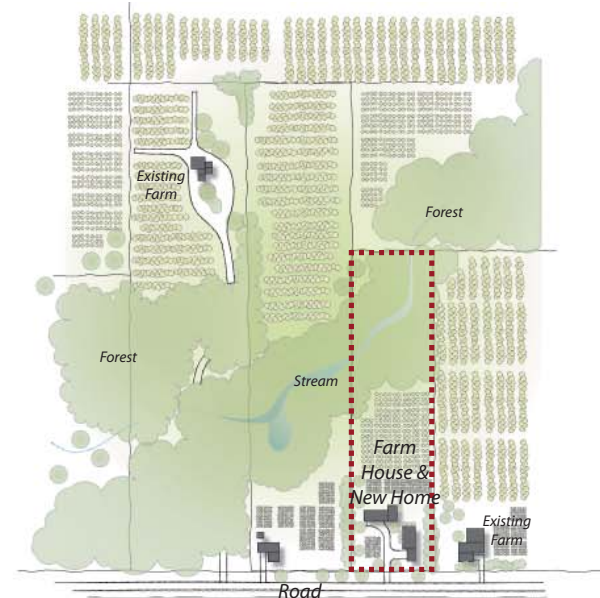 Existing
Farm
Forest
Forest
Stream
Farm
House &
New Home
Existing
Farm
Road